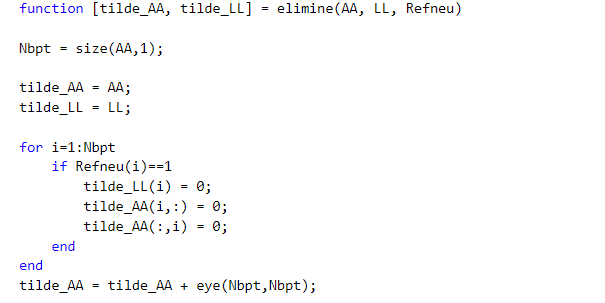 function [tilde_AA, tilde_LL] = elimine(AA, LL, Refneu)
Nbpt = size(AA,1);
tilde_AA = AA;
tilde_LL = LL;
for i=1:Nbpt
if Refneu(i)==1
tilde_LL(i) = 0;
tilde_AA(i,:) = 0;
tilde_AA(:,i) = 0;
end
end
tilde_AA = tilde_AA + eye(Nbpt,Nbpt);